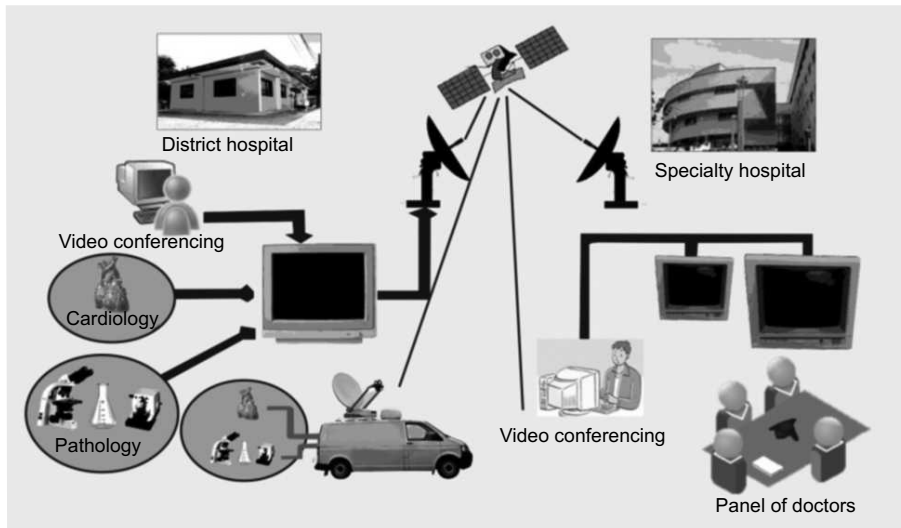 District hospital
Specialty hospital
Video conferencing
Cardiology
Pathology
Video conferencing
Panel of doctors